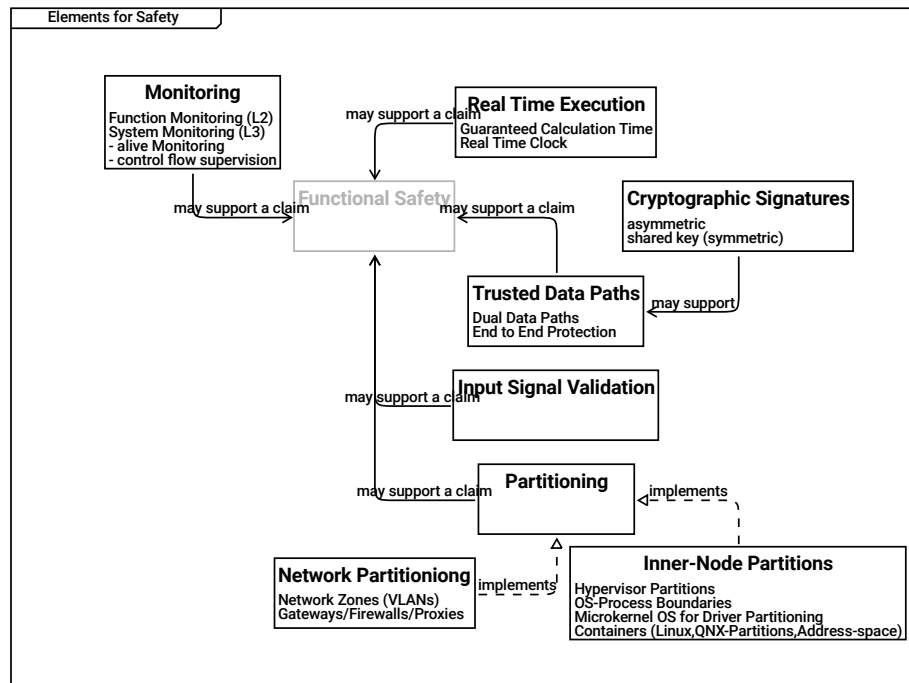 Elements for Safety
Monitoring
Function Monitoring (L2)
System Monitoring (L3)
- alive Monitoring
- control flow supervision
Real Time Execution
Guaranteed Calculation Time
Real Time Clock
may support a claim
Functional Safety
may support a claim
may support a claim
Cryptographic Signatures
asymmetric
shared key (symmetric)
Trusted Data Paths
Dual Data Paths
End to End Protection
may support
Input Signal Validation
may support a claim
Partitioning
may support a claim
implements
Network Partitioniong
Network Zones (VLANs)
Gateways/Firewalls/Proxies
implements
Inner-Node Partitions
Hypervisor Partitions
OS-Process Boundaries
Microkernel OS for Driver Partitioning
Containers (Linux,QNX-Partitions,Address-space)